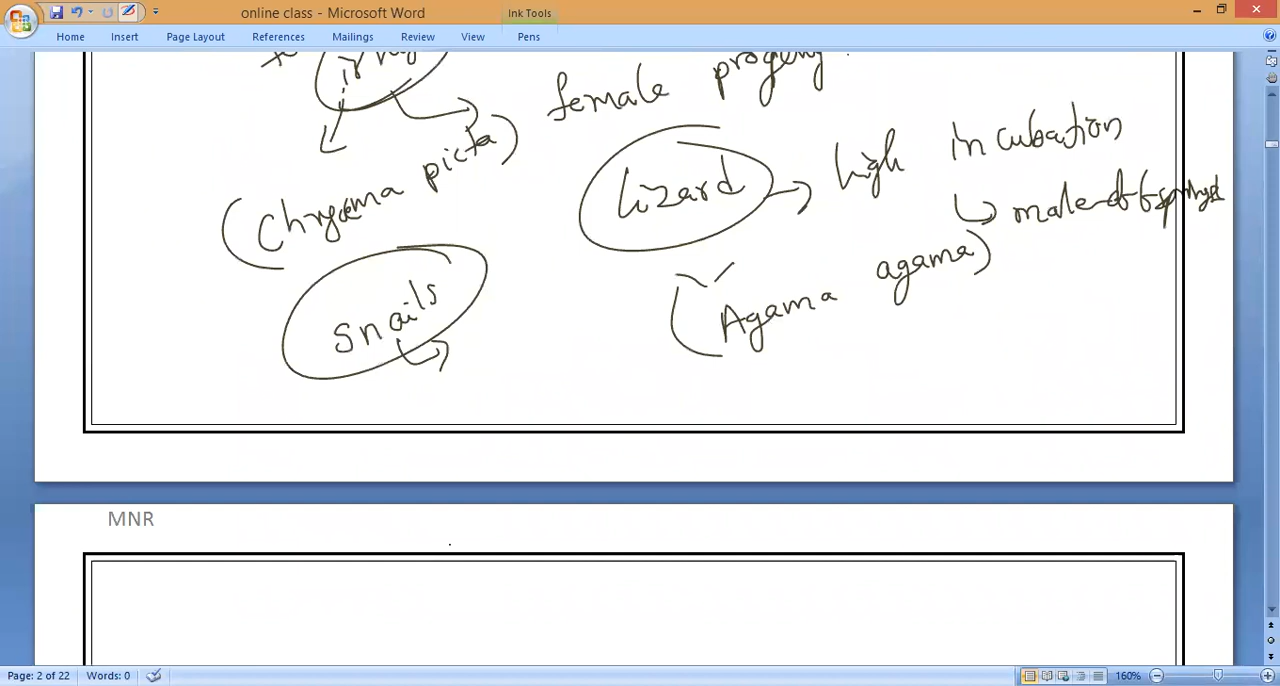 online class - Microsoft Word
Ink Tools
Home Insert Page Layout References Mailings Review View Pens
female progeny
(Chrysema picta)
lizard
high incubation
male
(Agama agama)
Snails
MNR
Page: 2 of 22 Words: 0
160%